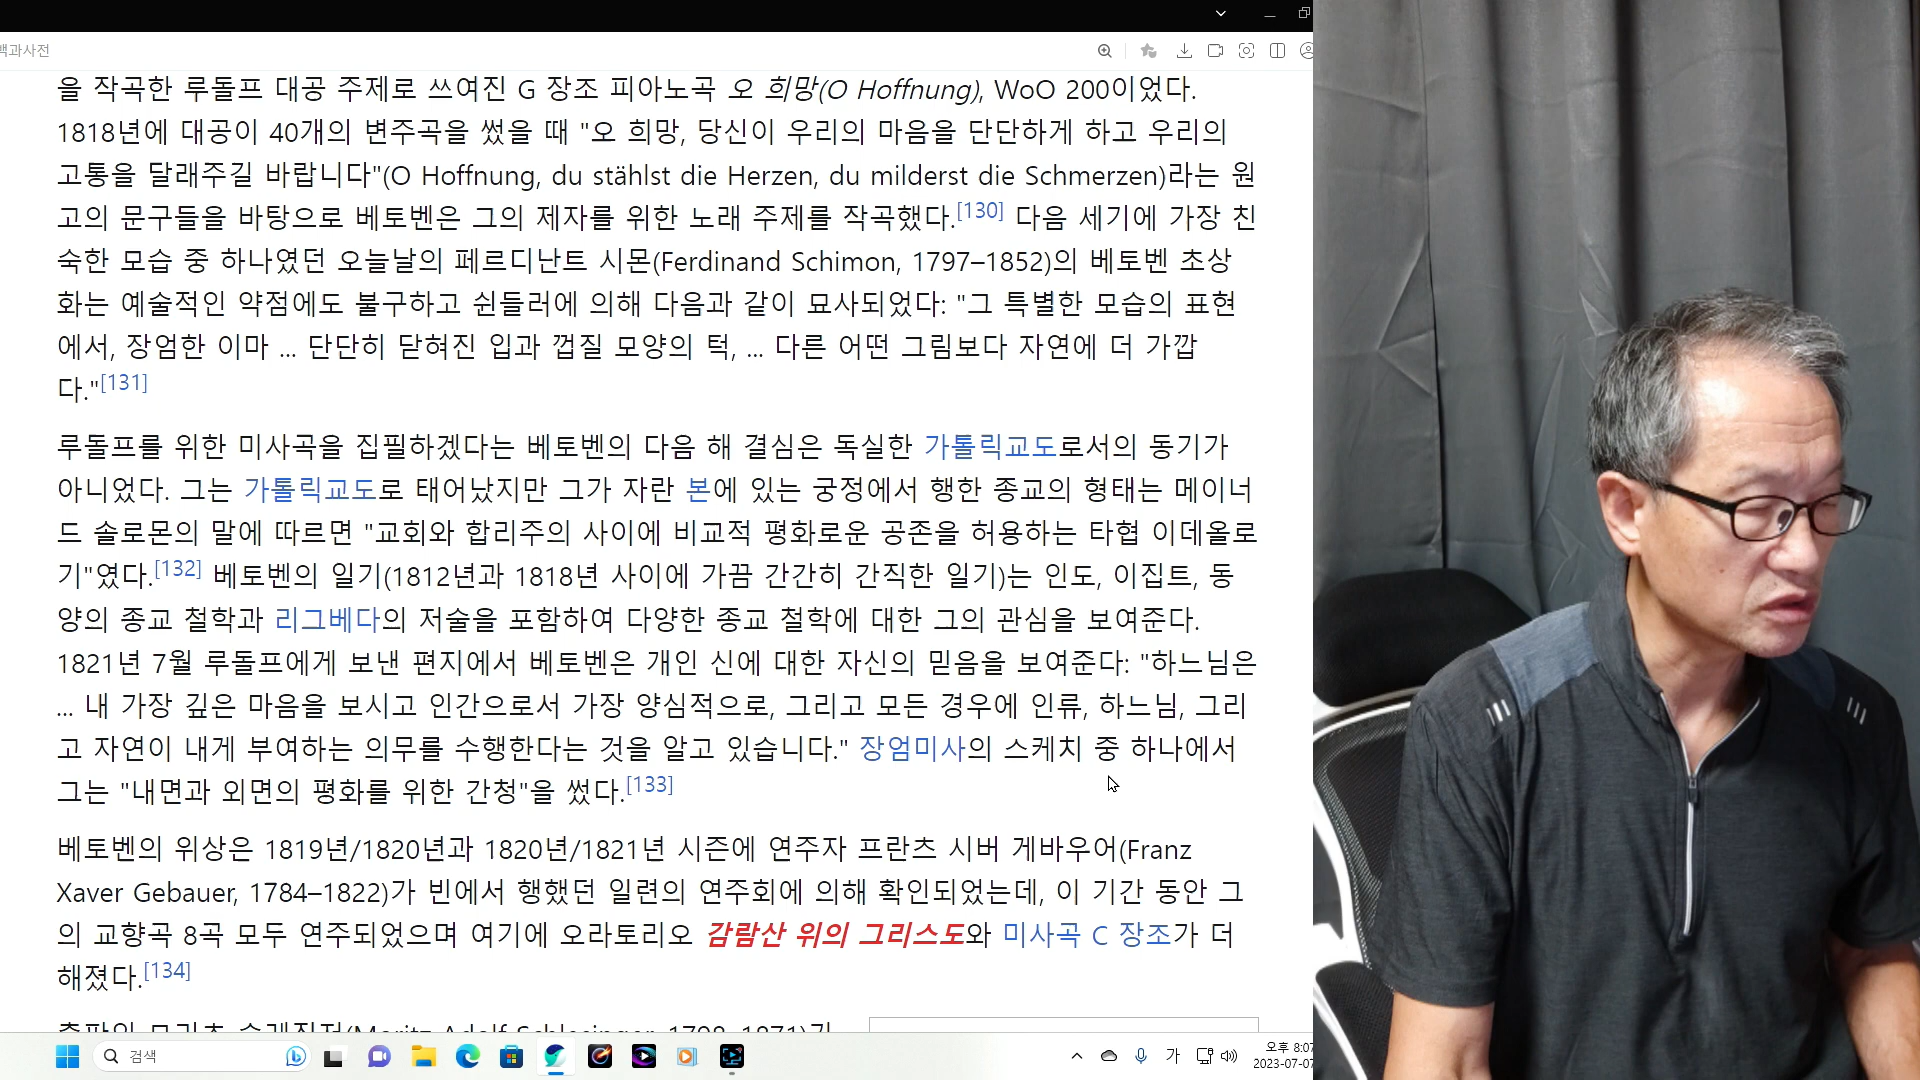 백과사전
을 작곡한 루돌프 대공 주제로 쓰여진 G 장조 피아노곡 오 희망(O Hoffnung), WoO 200이었다.
1818년에 대공이 40개의 변주곡을 썼을 때 "오 희망, 당신이 우리의 마음을 단단하게 하고 우리의
고통을 달래주길 바랍니다"(O Hoffnung, du stählst die Herzen, du milderst die Schmerzen)라는 원
고의 문구들을 바탕으로 베토벤은 그의 제자를 위한 노래 주제를 작곡했다.[130] 다음 세기에 가장 친
숙한 모습 중 하나였던 오늘날의 페르디난트 시몬(Ferdinand Schimon, 1797–1852)의 베토벤 초상
화는 예술적인 약점에도 불구하고 쉰들러에 의해 다음과 같이 묘사되었다: "그 특별한 모습의 표현
에서, 장엄한 이마 ... 단단히 닫혀진 입과 껍질 모양의 턱, ... 다른 어떤 그림보다 자연에 더 가깝
다."[131]
루돌프를 위한 미사곡을 집필하겠다는 베토벤의 다음 해 결심은 독실한 가톨릭교도로서의 동기가
아니었다. 그는 가톨릭교도로 태어났지만 그가 자란 본에 있는 궁정에서 행한 종교의 형태는 메이너
드 솔로몬의 말에 따르면 "교회와 합리주의 사이에 비교적 평화로운 공존을 허용하는 타협 이데올로
기"였다.[132] 베토벤의 일기(1812년과 1818년 사이에 가끔 간간히 간직한 일기)는 인도, 이집트, 동
양의 종교 철학과 리그베다의 저술을 포함하여 다양한 종교 철학에 대한 그의 관심을 보여준다.
1821년 7월 루돌프에게 보낸 편지에서 베토벤은 개인 신에 대한 자신의 믿음을 보여준다: "하느님은
... 내 가장 깊은 마음을 보시고 인간으로서 가장 양심적으로, 그리고 모든 경우에 인류, 하느님, 그리
고 자연이 내게 부여하는 의무를 수행한다는 것을 알고 있습니다." 장엄미사의 스케치 중 하나에서
그는 "내면과 외면의 평화를 위한 간청"을 썼다.[133]
베토벤의 위상은 1819년/1820년과 1820년/1821년 시즌에 연주자 프란츠 시버 게바우어(Franz
Xaver Gebauer, 1784–1822)가 빈에서 행했던 일련의 연주회에 의해 확인되었는데, 이 기간 동안 그
의 교향곡 8곡 모두 연주되었으며 여기에 오라토리오 감람산 위의 그리스도와 미사곡 C 장조가 더
해졌다.[134]
검색
가
오후 8:07
2023-07-07